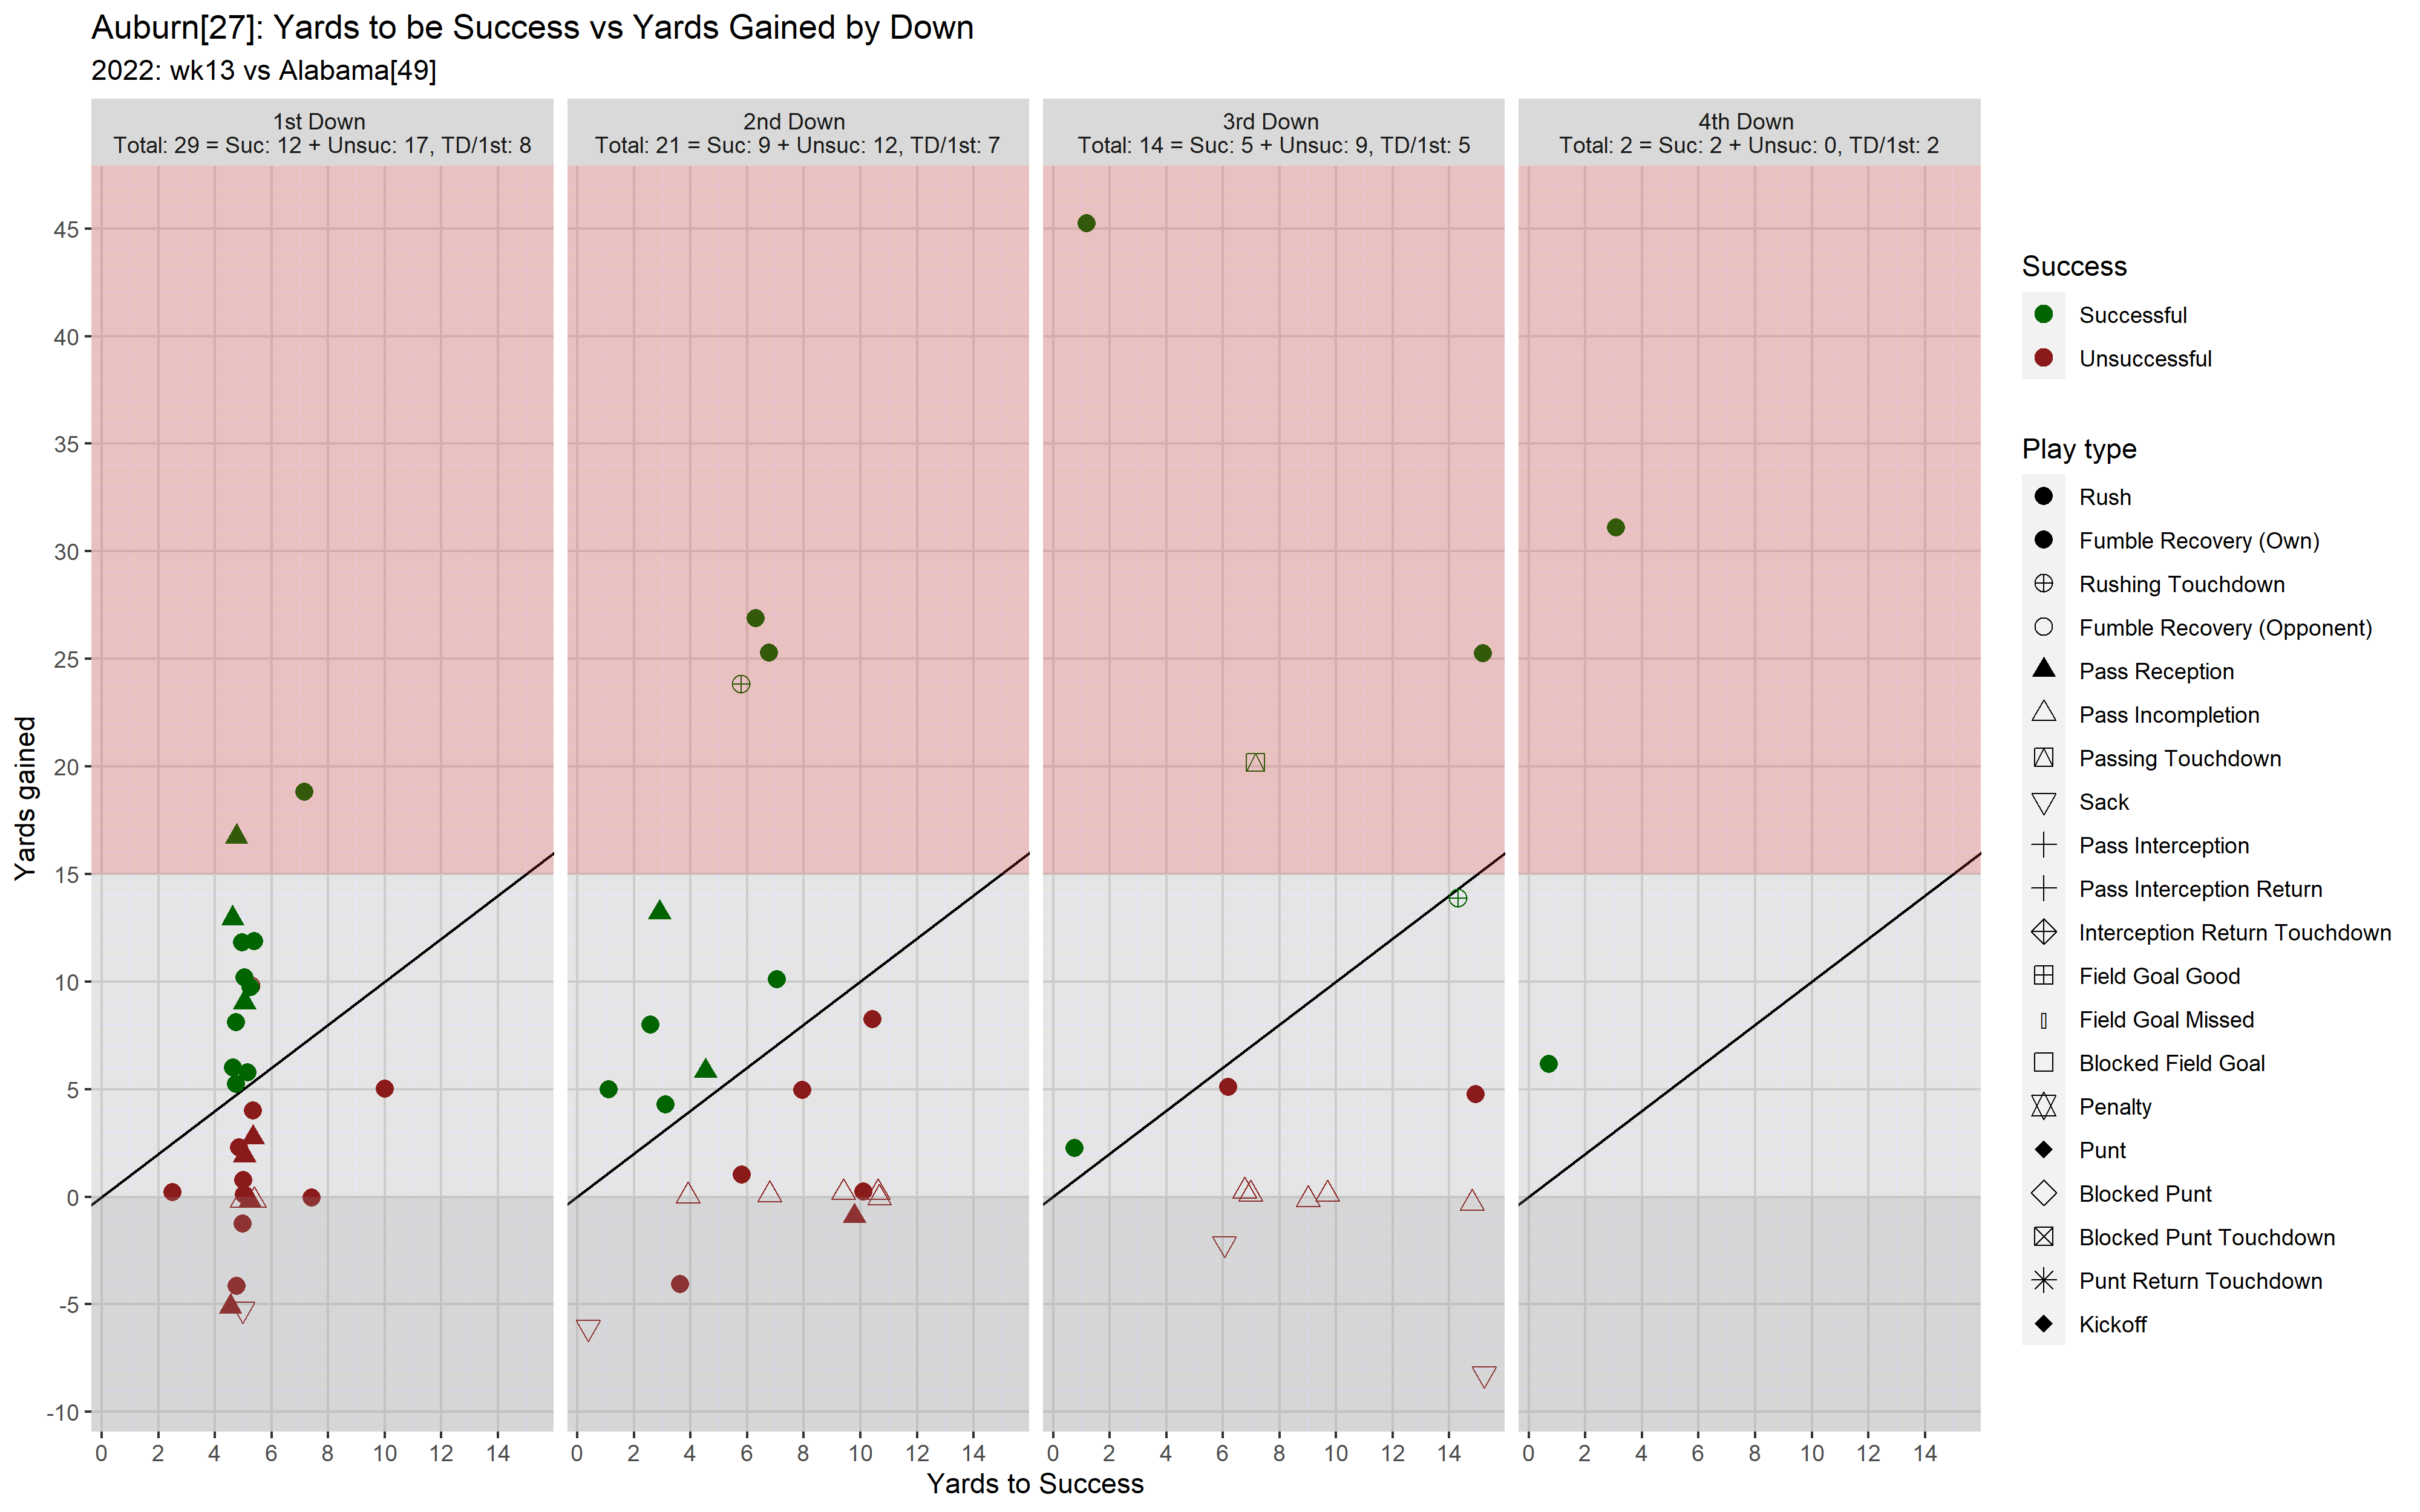 Auburn[27]: Yards to be Success vs Yards Gained by Down
2022: wk13 vs Alabama[49]
1st Down
Total: 29 = Suc: 12 + Unsuc: 17, TD/1st: 8
2nd Down
Total: 21 = Suc: 9 + Unsuc: 12, TD/1st: 7
3rd Down
Total: 14 = Suc: 5 + Unsuc: 9, TD/1st: 5
4th Down
Total: 2 = Suc: 2 + Unsuc: 0, TD/1st: 2
Yards gained
45
40
35
30
25
20
15
10
5
0
-5
-10
0 2 4 6 8 10 12 14
0 2 4 6 8 10 12 14
0 2 4 6 8 10 12 14
0 2 4 6 8 10 12 14
Yards to Success
Success
Successful
Unsuccessful
Play type
Rush
Fumble Recovery (Own)
Rushing Touchdown
Fumble Recovery (Opponent)
Pass Reception
Pass Incompletion
Passing Touchdown
Sack
Pass Interception
Pass Interception Return
Interception Return Touchdown
Field Goal Good
Field Goal Missed
Blocked Field Goal
Penalty
Punt
Blocked Punt
Blocked Punt Touchdown
Punt Return Touchdown
Kickoff